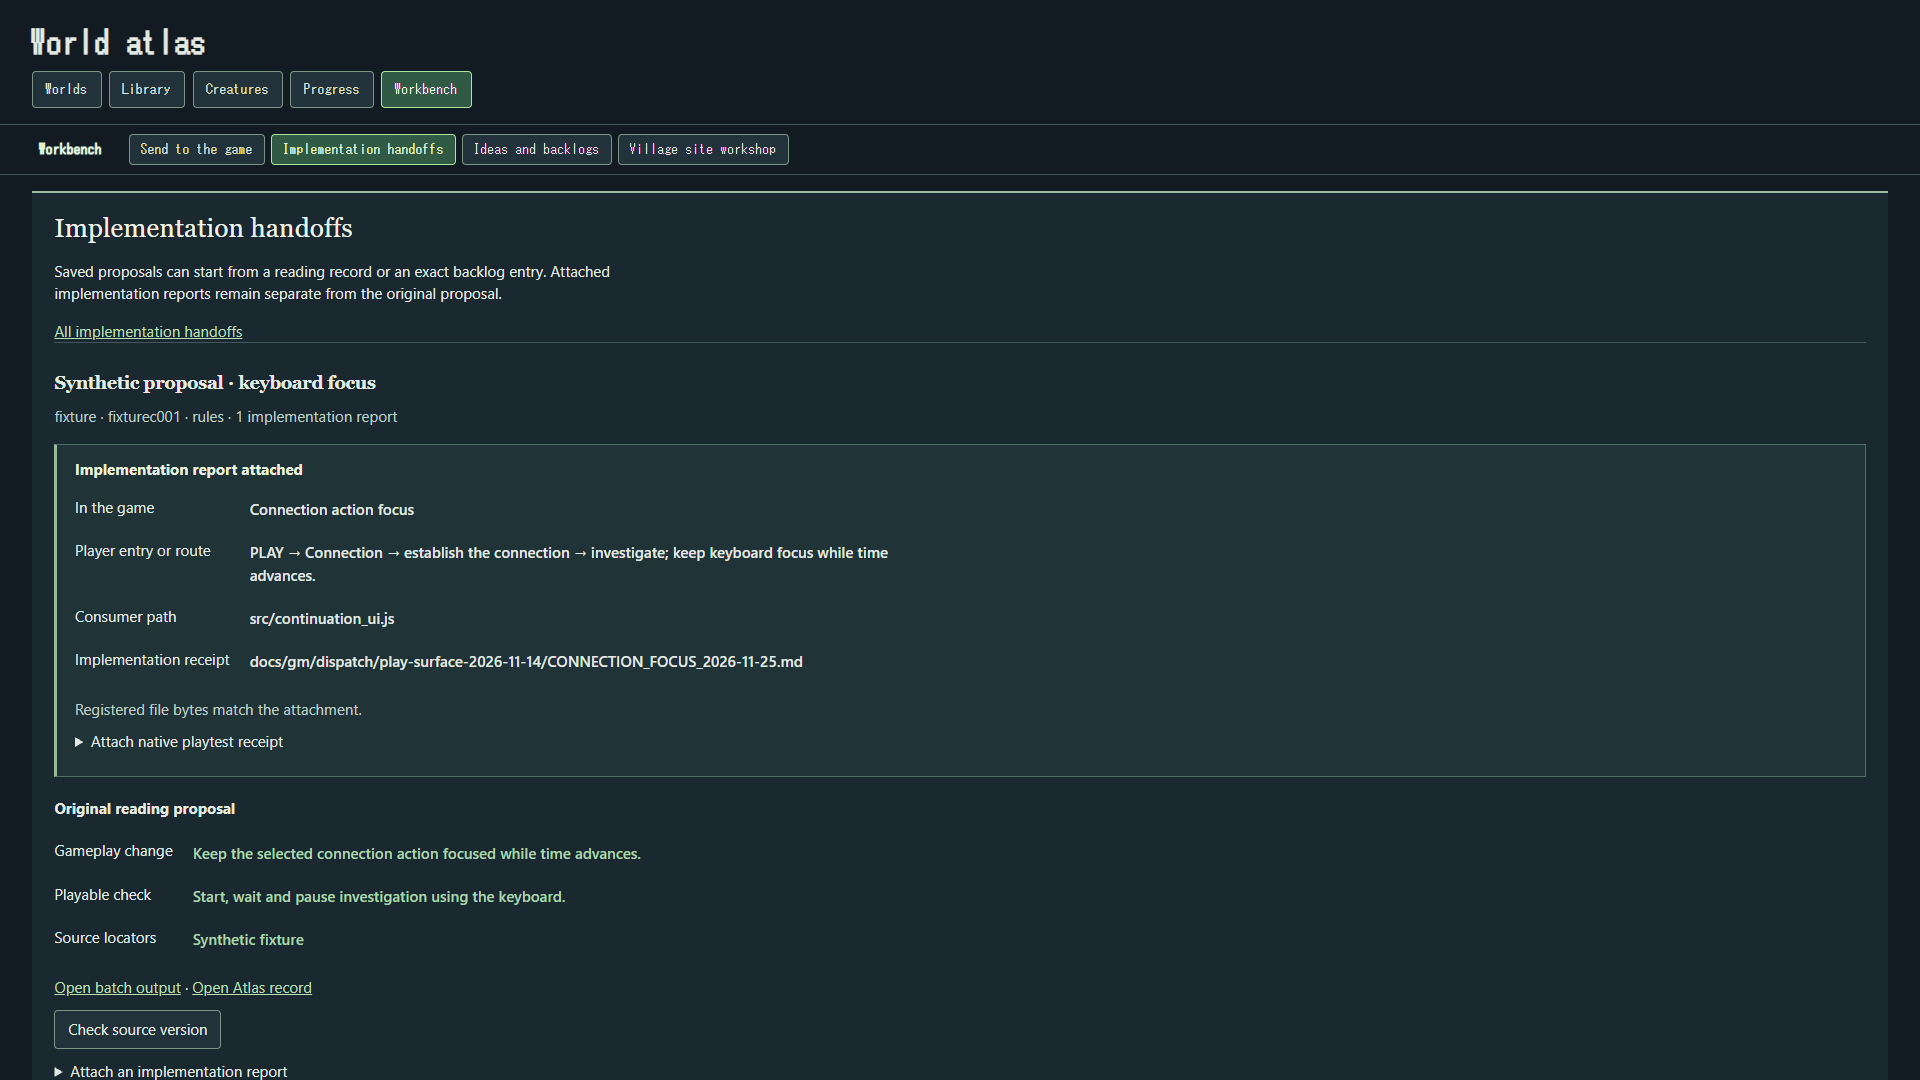 World atlas
Worlds
Library
Creatures
Progress
Workbench
Workbench
Send to the game
Implementation handoffs
Ideas and backlogs
Village site workshop
Implementation handoffs
Saved proposals can start from a reading record or an exact backlog entry. Attached
implementation reports remain separate from the original proposal.
All implementation handoffs
Synthetic proposal · keyboard focus
fixture · fixturec001 · rules · 1 implementation report
Implementation report attached
In the game
Connection action focus
Player entry or route
PLAY → Connection → establish the connection → investigate; keep keyboard focus while time
advances.
Consumer path
src/continuation_ui.js
Implementation receipt
docs/gm/dispatch/play-surface-2026-11-14/CONNECTION_FOCUS_2026-11-25.md
Registered file bytes match the attachment.
Attach native playtest receipt
Original reading proposal
Gameplay change
Keep the selected connection action focused while time advances.
Playable check
Start, wait and pause investigation using the keyboard.
Source locators
Synthetic fixture
Open batch output · Open Atlas record
Check source version
Attach an implementation report